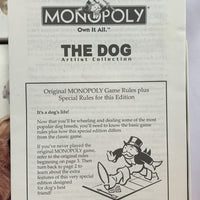 MONOPOLY
Own It All.™
THE DOG
Artlist Collection
Original MONOPOLY Game Rules plus
Special Rules for this Edition
It's a dog's life!
Now that you'll be wheeling and dealing some of the most
popular dog breeds, you'll need to know the basic game
rules plus how this special edition differs
from the classic game.
If you've never played
the original MONOPOLY
game, refer to the original rules
beginning on page 3. Then
turn back to page 2 to
learn about the extra
features of this very
special edition
designed
for dog's best
friend!